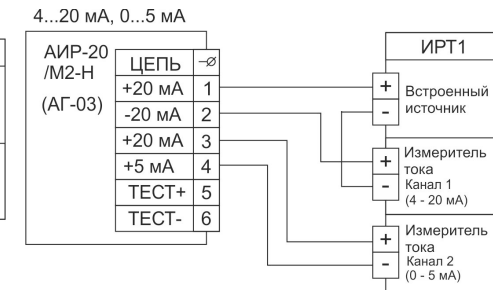 4...20 мА, 0...5 мА
АИР-20
/М2-Н
(АГ-03)
ЦЕПЬ
+20 мА 1
-20 мА 2
+20 мА 3
+5 мА 4
ТЕСТ+ 5
ТЕСТ- 6
ИРТ1
+ Встроенный
- источник
+ Измеритель
тока
- Канал 1
(4 - 20 мА)
+ Измеритель
тока
- Канал 2
(0 - 5 мА)